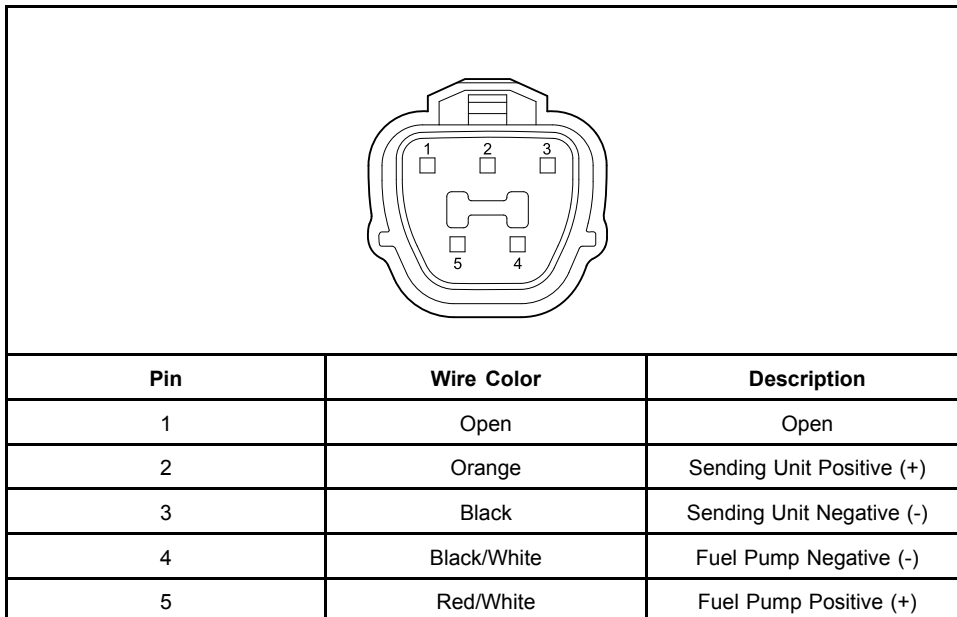 1 2 3
5 4
Pin Wire Color Description
1 Open Open
2 Orange Sending Unit Positive (+)
3 Black Sending Unit Negative (-)
4 Black/White Fuel Pump Negative (-)
5 Red/White Fuel Pump Positive (+)